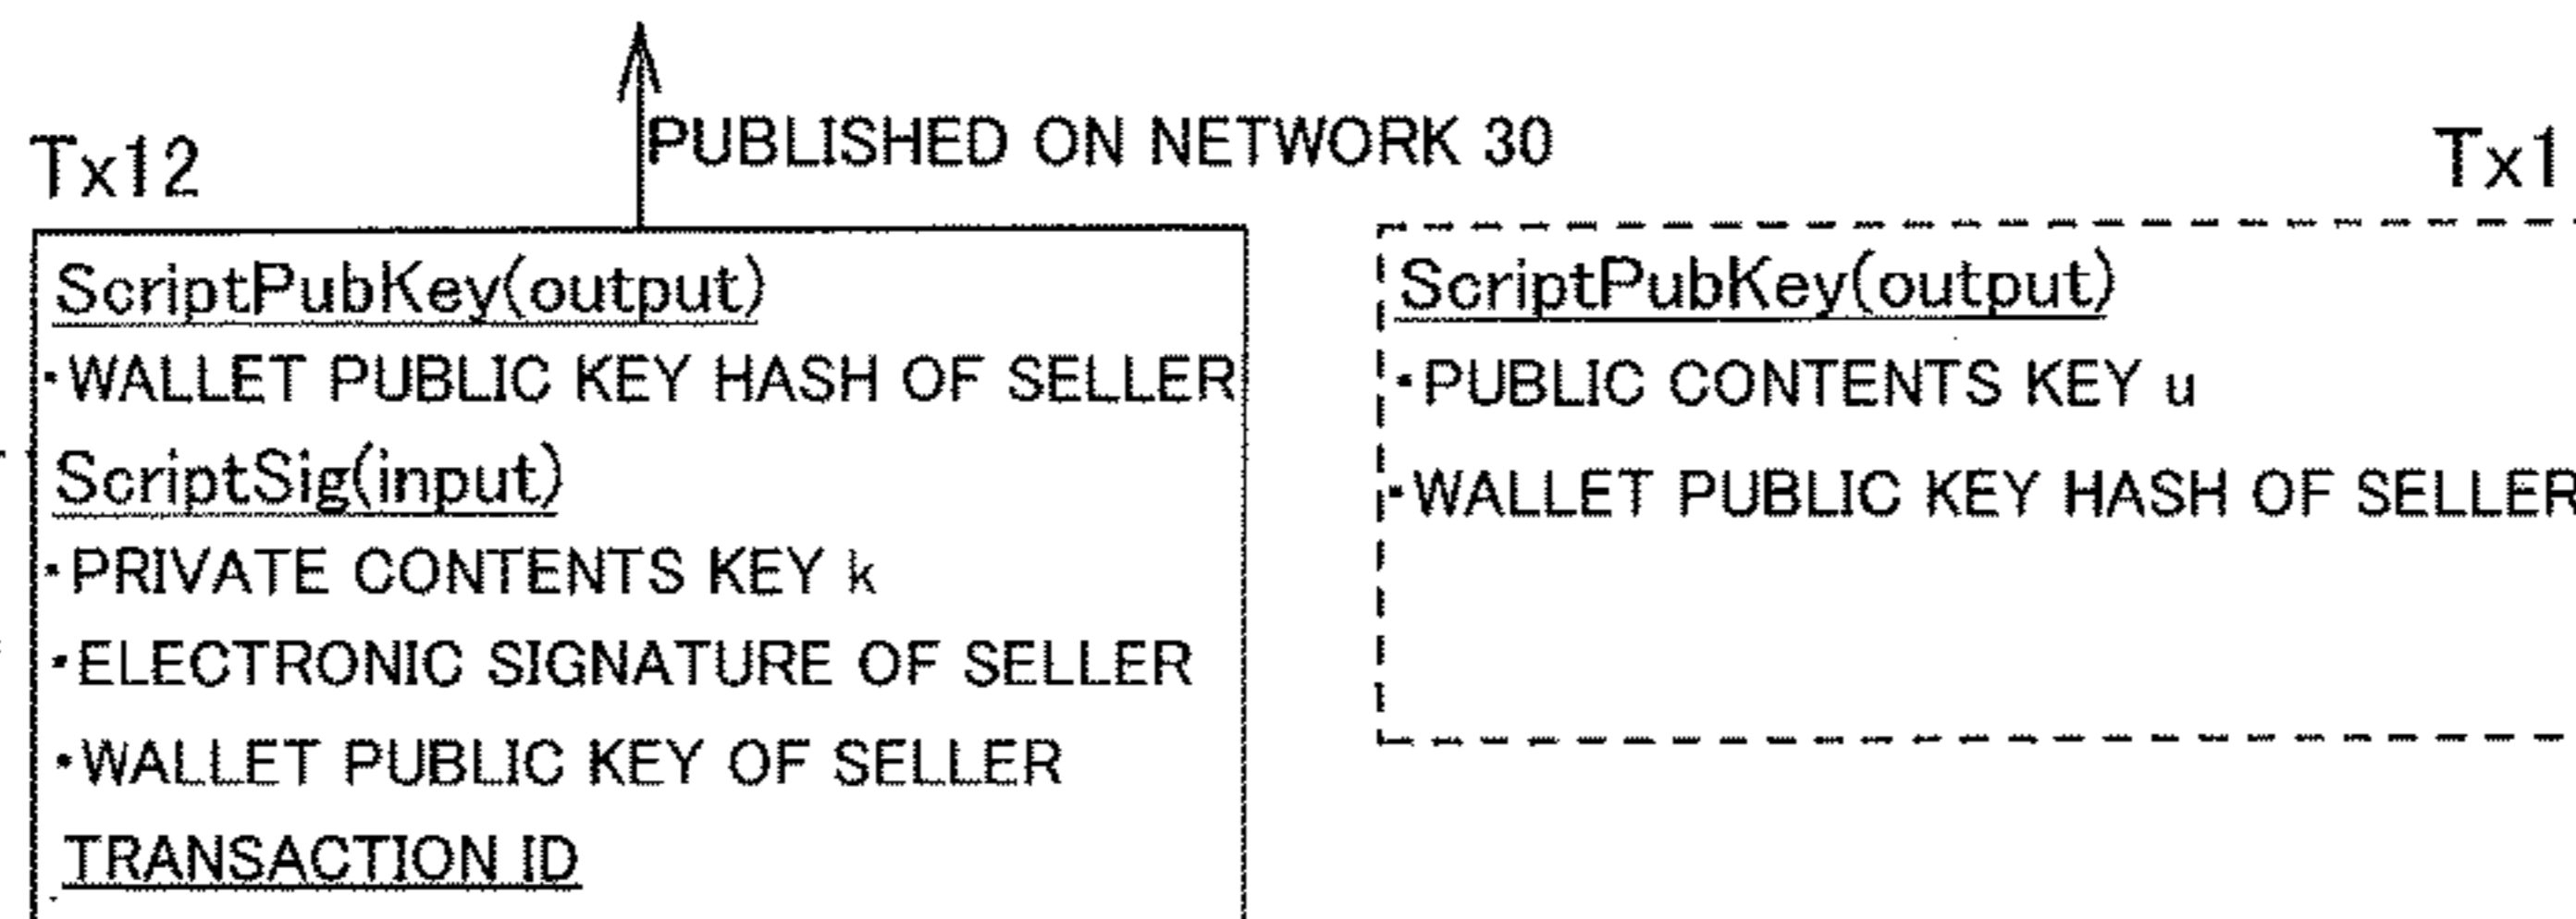 PUBLISHED ON NETWORK 30
Tx12
ScriptPubKey(output)
・WALLET PUBLIC KEY HASH OF SELLER
ScriptSig(input)
・PRIVATE CONTENTS KEY k
・ELECTRONIC SIGNATURE OF SELLER
・WALLET PUBLIC KEY OF SELLER
TRANSACTION ID
Tx1
ScriptPubKey(output)
・PUBLIC CONTENTS KEY u
・WALLET PUBLIC KEY HASH OF SELLER